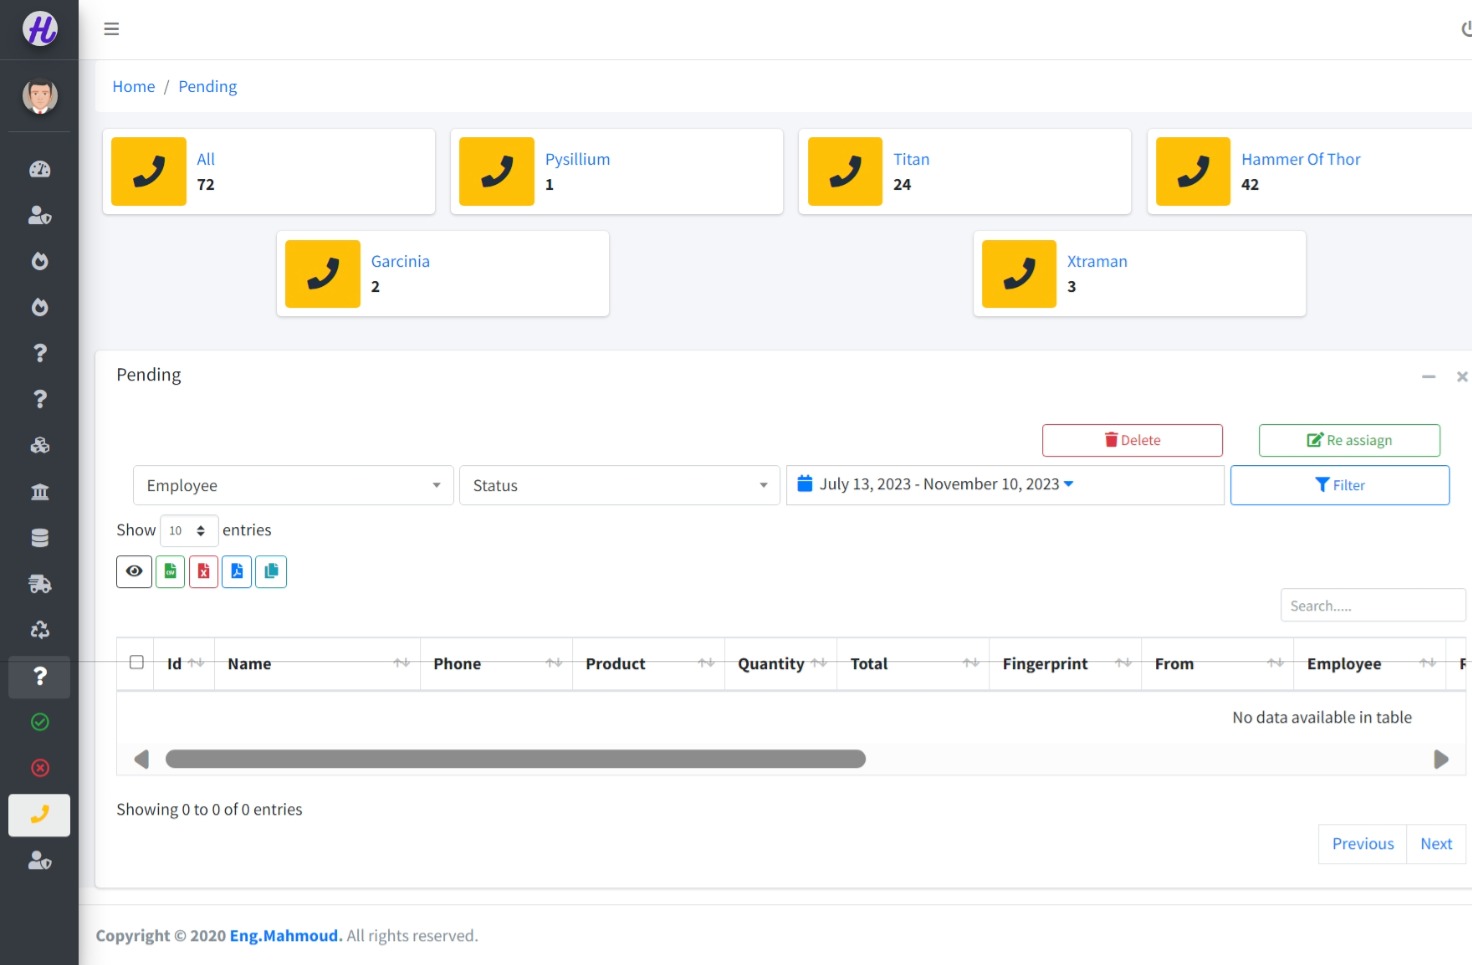 H
Home / Pending
All
72
Pysillium
1
Titan
24
Hammer Of Thor
42
Garcinia
2
Xtraman
3
Pending
Delete
Re assiagn
Employee
Status
July 13, 2023 - November 10, 2023
Filter
Show 10 entries
Search.....
Id Name Phone Product Quantity Total Fingerprint From Employee
No data available in table
Showing 0 to 0 of 0 entries
Previous Next
Copyright © 2020 Eng.Mahmoud. All rights reserved.